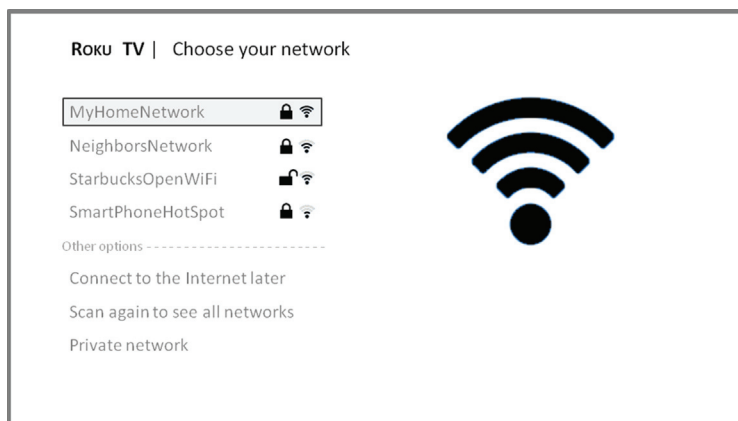 ROKU TV | Choose your network
MyHomeNetwork
NeighborsNetwork
StarbucksOpenWiFi
SmartPhoneHotSpot
Other options
Connect to the Internet later
Scan again to see all networks
Private network